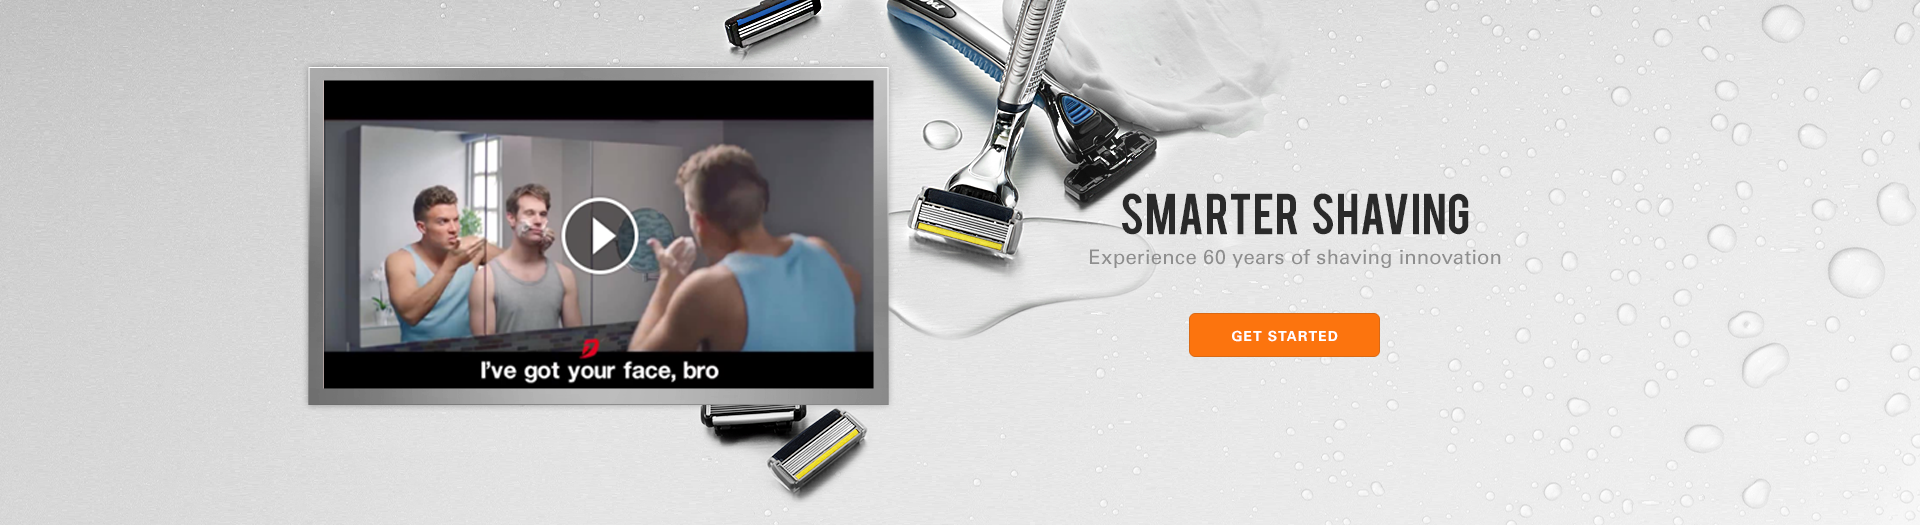 I've got your face, bro
SMARTER SHAVING
Experience 60 years of shaving innovation
GET STARTED